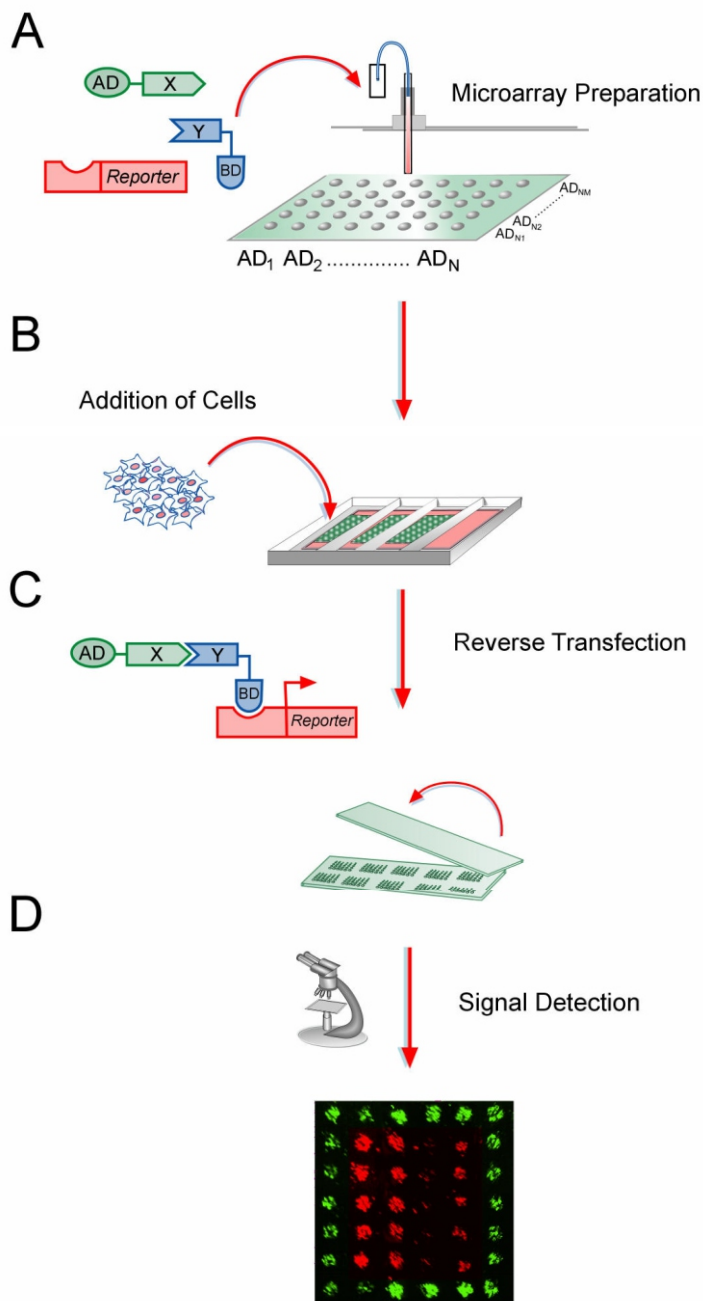 A
AD X
Y
BD
Reporter
Microarray Preparation
AD1 AD2 .............. ADN
ADN1
ADN2
..........
ADNM
B
Addition of Cells
C
Reverse Transfection
AD X Y
BD
Reporter
D
Signal Detection